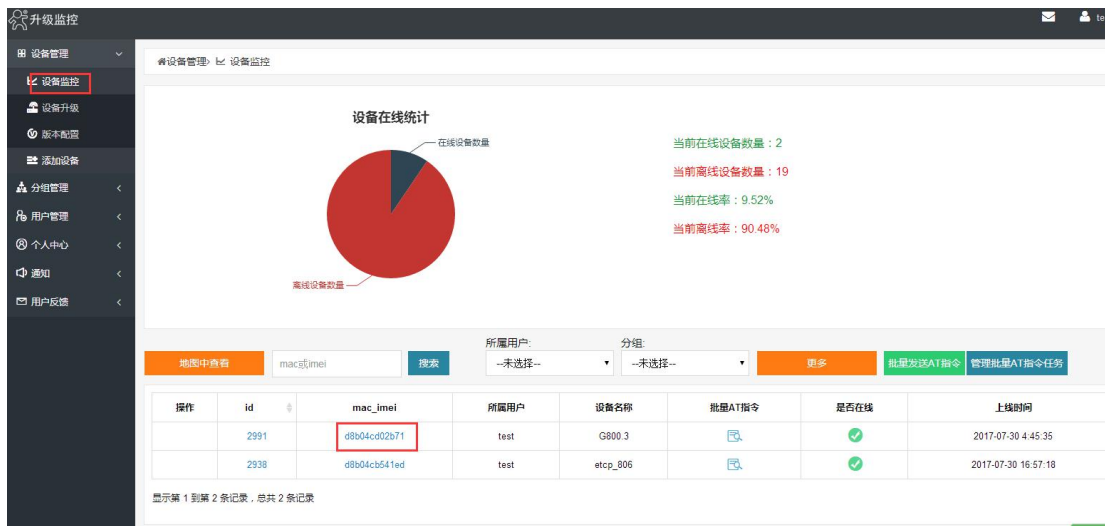 升级监控
te
设备管理
设备管理> 设备监控
设备监控
设备升级
版本配置
添加设备
分组管理
用户管理
个人中心
通知
用户反馈
设备在线统计
在线设备数量
离线设备数量
当前在线设备数量:2
当前离线设备数量:19
当前在线率:9.52%
当前离线率:90.48%
所属用户: 分组:
地图中查看 mac或imei 搜索 --未选择-- --未选择-- 更多 批量发送AT指令 管理批量AT指令任务
操作 id mac_imei 所属用户 设备名称 批量AT指令 是否在线 上线时间
2991 d8b04cd02b71 test G800.3 2017-07-30 4:45:35
2938 d8b04cb541ed test etcp_806 2017-07-30 16:57:18
显示第 1 到第 2 条记录,总共 2 条记录